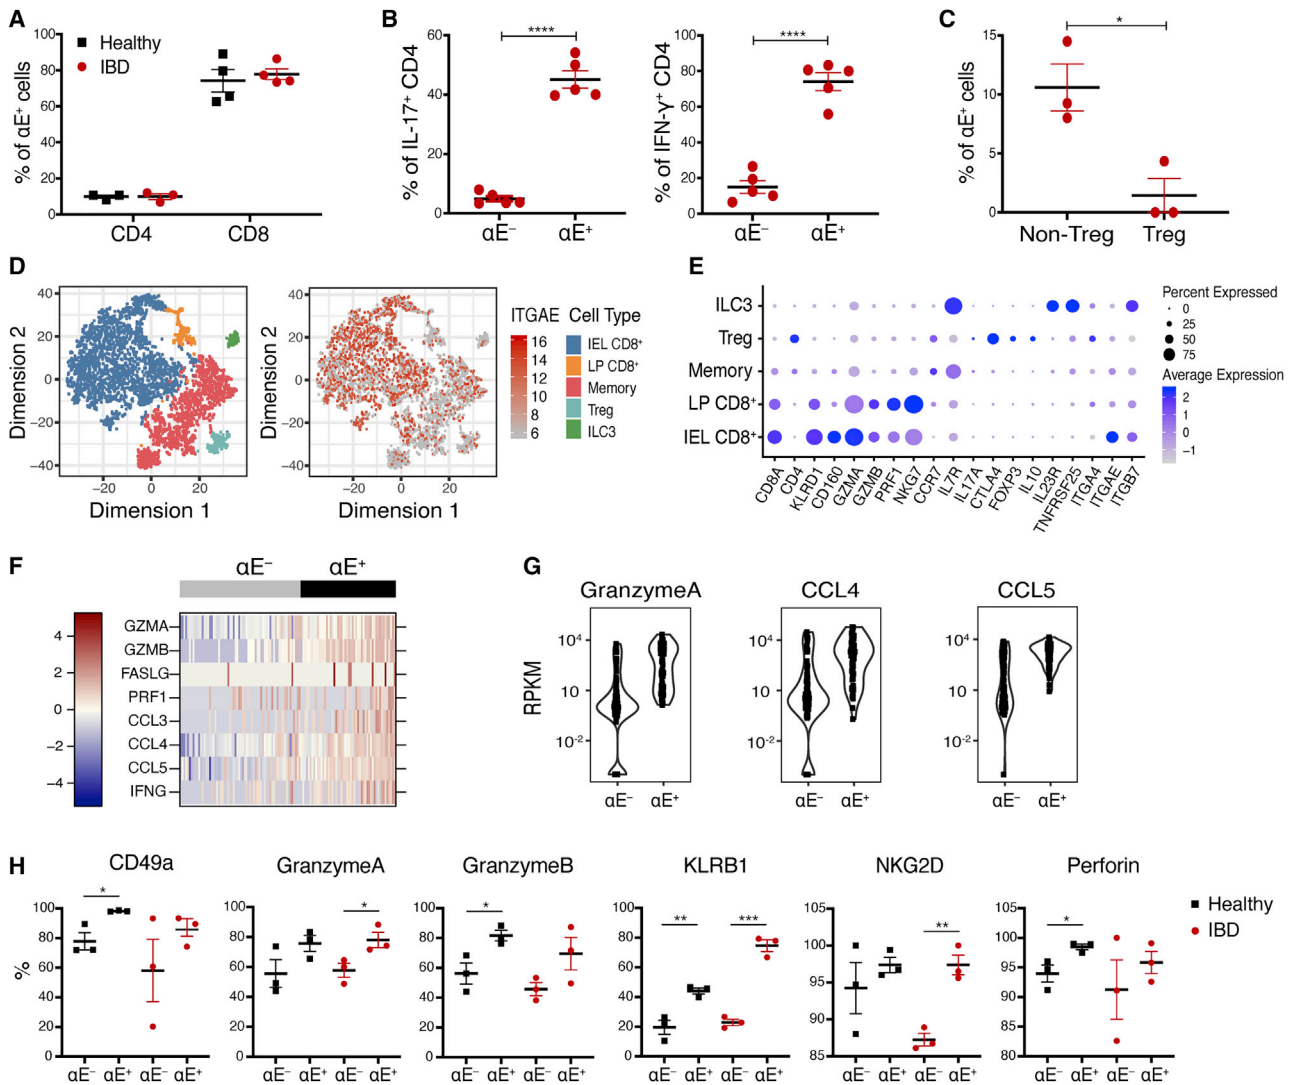 A
% of αE⁺ cells
100
80
60
40
20
0
Healthy
IBD
CD4
CD8
B
% of IL-17⁺ CD4
60
40
20
0
****
αE⁻
αE⁺
% of IFN-γ⁺ CD4
100
80
60
40
20
0
****
αE⁻
αE⁺
C
% of αE⁺ cells
15
10
5
0
*
Non-Treg
Treg
D
Dimension 2
40
20
0
−20
−40
−20
0
20
Dimension 1
Dimension 2
40
20
0
−20
−40
−20
0
20
Dimension 1
ITGAE
16
14
12
10
8
6
Cell Type
IEL CD8⁺
LP CD8⁺
Memory
Treg
ILC3
E
ILC3
Treg
Memory
LP CD8⁺
IEL CD8⁺
CD8A
CD4
KLRD1
CD160
GZMA
GZMB
PRF1
NKG7
CCR7
IL7R
IL17A
CTLA4
FOXP3
IL10
IL23R
TNFRSF25
ITGA4
ITGAE
ITGB7
Percent Expressed
0
25
50
75
Average Expression
2
1
0
−1
F
αE⁻
αE⁺
4
2
0
−2
−4
GZMA
GZMB
FASLG
PRF1
CCL3
CCL4
CCL5
IFNG
G
RPKM
GranzymeA
10⁴
10
10⁻²
αE⁻
αE⁺
CCL4
10⁴
10
10⁻²
αE⁻
αE⁺
CCL5
10⁴
10
10⁻²
αE⁻
αE⁺
H
%
CD49a
100
80
60
40
20
0
*
αE⁻
αE⁺
αE⁻
αE⁺
GranzymeA
100
80
60
40
20
0
*
αE⁻
αE⁺
αE⁻
αE⁺
GranzymeB
100
80
60
40
20
0
*
αE⁻
αE⁺
αE⁻
αE⁺
KLRB1
100
80
60
40
20
0
**
***
αE⁻
αE⁺
αE⁻
αE⁺
NKG2D
105
100
95
90
85
**
αE⁻
αE⁺
αE⁻
αE⁺
Perforin
105
100
95
90
85
80
*
αE⁻
αE⁺
αE⁻
αE⁺
Healthy
IBD